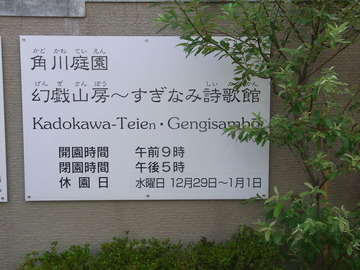 かど かわ ていえん
角川庭園
げん ぎ さん ぼう
幻戯山房～すぎなみ詩歌館
Kadokawa-Teien・Gengisambō
開園時間 午前９時
閉園時間 午後５時
休園日 水曜日 12月29日～1月1日